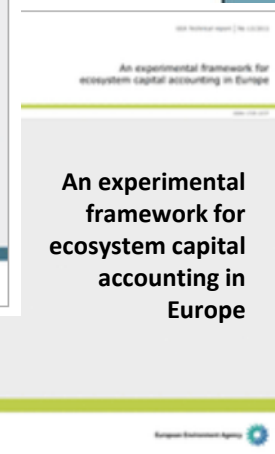 An experimental framework for
ecosystem capital accounting in Europe
An experimental
framework for
ecosystem capital
accounting in
Europe
European Environment Agency